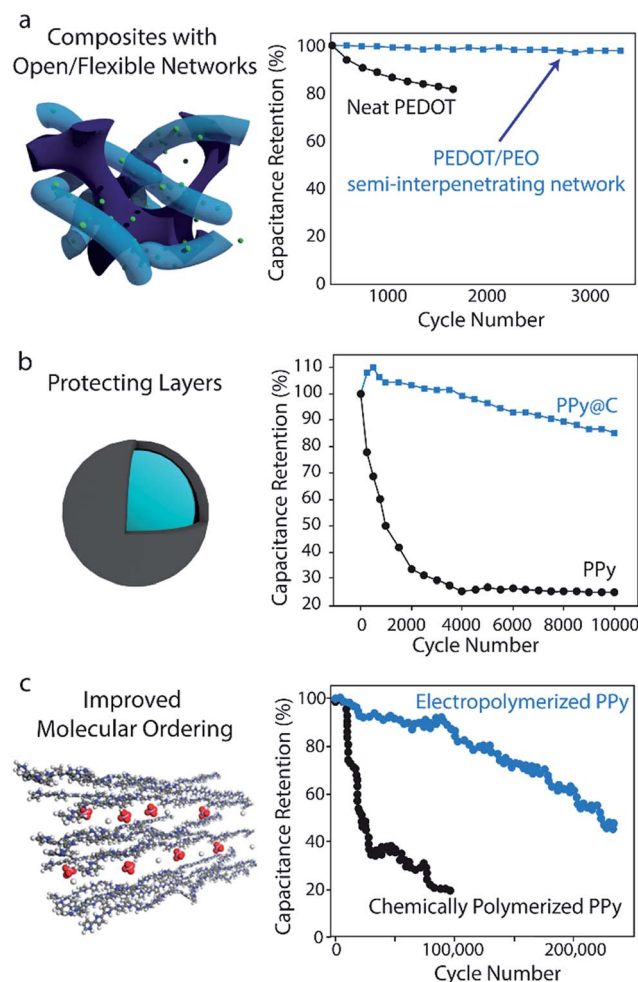 a
Composites with
Open/Flexible Networks
Capacitance Retention (%)
100
80
60
40
20
0
Neat PEDOT
PEDOT/PEO
semi-interpenetrating network
1000
2000
3000
Cycle Number
b
Protecting Layers
Capacitance Retention (%)
110
100
90
80
70
60
50
40
30
20
PPy@C
PPy
0
2000
4000
6000
8000
10000
Cycle Number
c
Improved
Molecular Ordering
Capacitance Retention (%)
100
80
60
40
20
0
Electropolymerized PPy
Chemically Polymerized PPy
0
100,000
200,000
Cycle Number